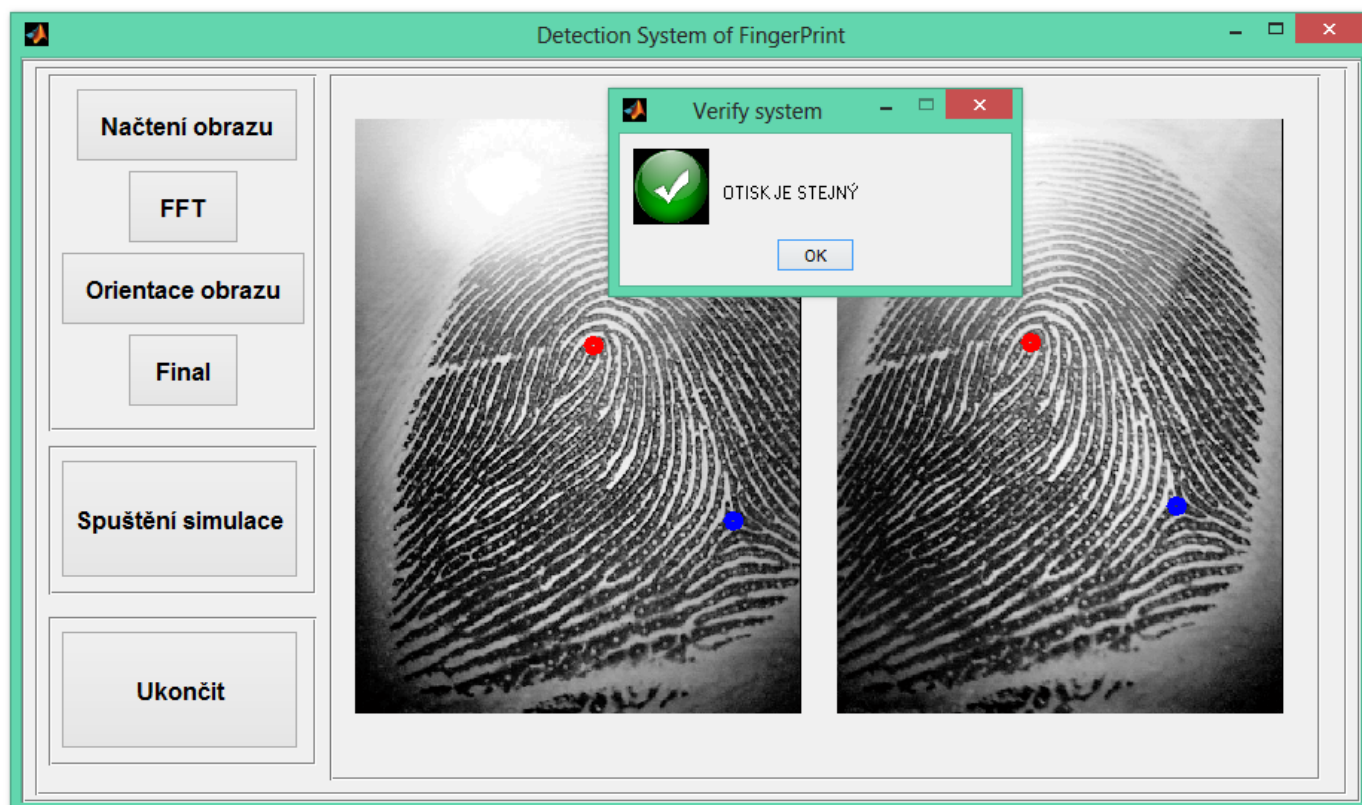 Detection System of FingerPrint
Verify system
OTISK JE STEJNÝ
OK
Načtení obrazu
FFT
Orientace obrazu
Final
Spuštění simulace
Ukončit